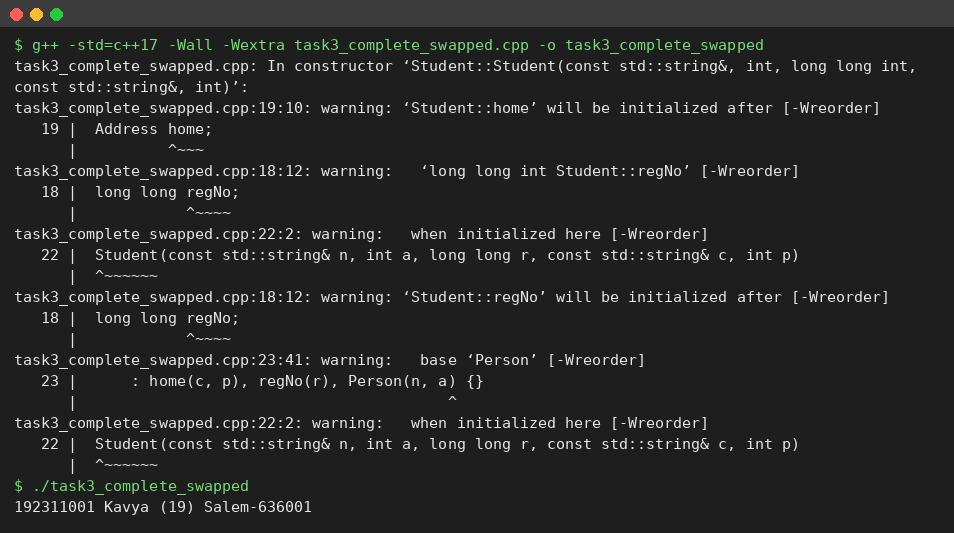 $ g++ -std=c++17 -Wall -Wextra task3_complete_swapped.cpp -o task3_complete_swapped
task3_complete_swapped.cpp: In constructor ‘Student::Student(const std::string&, int, long long int,
const std::string&, int)’:
task3_complete_swapped.cpp:19:10: warning: ‘Student::home’ will be initialized after [-Wreorder]
   19 |  Address home;
      |          ^~~~
task3_complete_swapped.cpp:18:12: warning:   ‘long long int Student::regNo’ [-Wreorder]
   18 |  long long regNo;
      |            ^~~~~
task3_complete_swapped.cpp:22:2: warning:   when initialized here [-Wreorder]
   22 |  Student(const std::string& n, int a, long long r, const std::string& c, int p)
      |  ^~~~~~~
task3_complete_swapped.cpp:18:12: warning: ‘Student::regNo’ will be initialized after [-Wreorder]
   18 |  long long regNo;
      |            ^~~~~
task3_complete_swapped.cpp:23:41: warning:   base ‘Person’ [-Wreorder]
   23 |      : home(c, p), regNo(r), Person(n, a) {}
      |                                         ^
task3_complete_swapped.cpp:22:2: warning:   when initialized here [-Wreorder]
   22 |  Student(const std::string& n, int a, long long r, const std::string& c, int p)
      |  ^~~~~~~
$ ./task3_complete_swapped
192311001 Kavya (19) Salem-636001